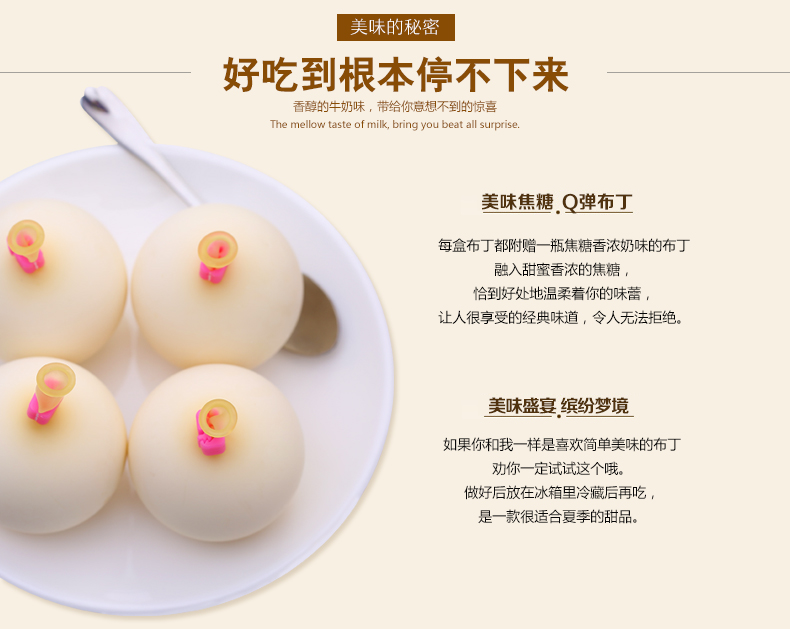 美味的秘密
好吃到根本停不下来
香醇的牛奶味，带给你意想不到的惊喜
The mellow taste of milk, bring you beat all surprise.
美味焦糖 Q弹布丁
每盒布丁都附赠一瓶焦糖香浓奶味的布丁
融入甜蜜香浓的焦糖，
恰到好处地温柔着你的味蕾，
让人很享受的经典味道，令人无法拒绝。
美味盛宴 缤纷梦境
如果你和我一样是喜欢简单美味的布丁
劝你一定试试这个哦。
做好后放在冰箱里冷藏后再吃，
是一款很适合夏季的甜品。